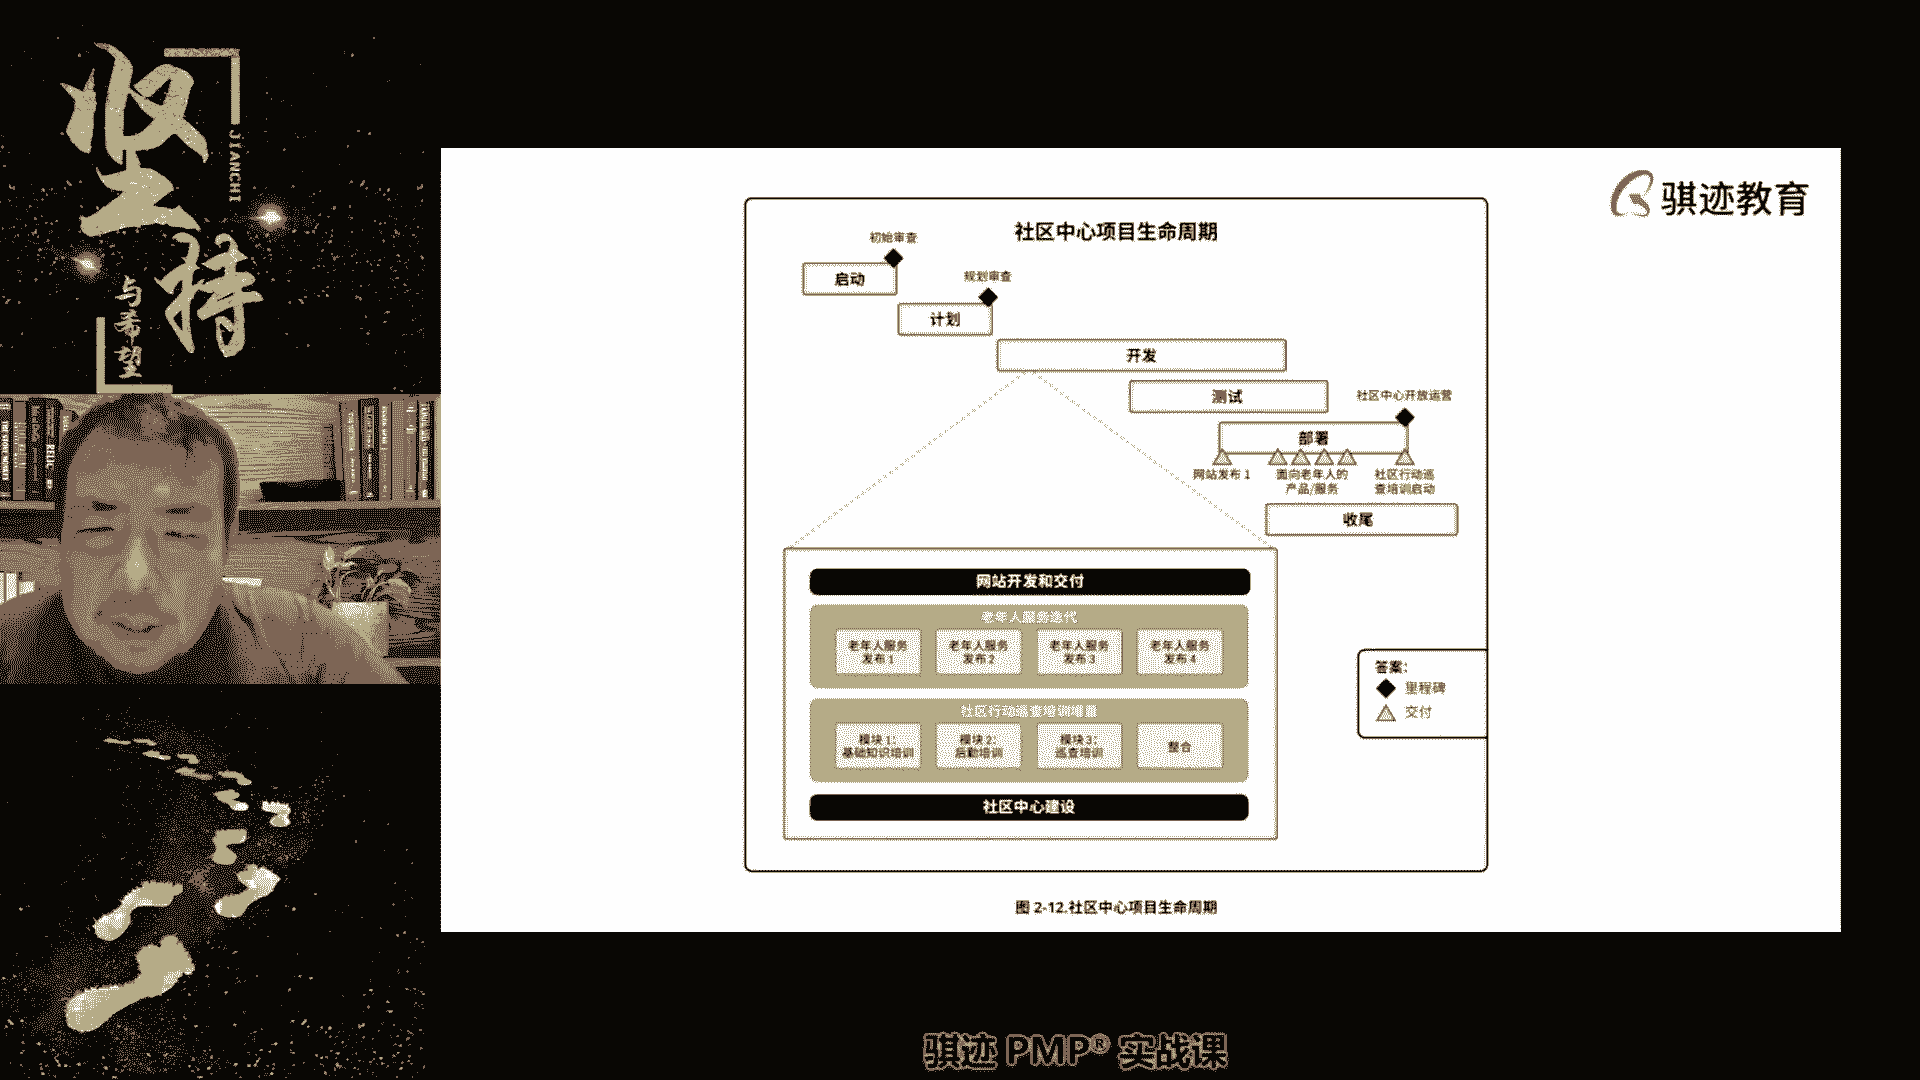 坚持
JIANCHI
与希望
骐迹教育
社区中心项目生命周期
初始审查
启动
规划审查
计划
开发
测试
社区中心开放运营
部署
网站发布 1
面向老年人的
产品/服务
社区行动巡
查培训启动
收尾
网站开发和交付
老年人服务迭代
老年人服务
发布 1
老年人服务
发布 2
老年人服务
发布 3
老年人服务
发布 4
社区行动巡查培训增量
模块 1:
基础知识培训
模块 2:
后勤培训
模块 3:
巡查培训
整合
社区中心建设
答案:
里程碑
交付
图 2-12.社区中心项目生命周期
骐迹 PMP® 实战课